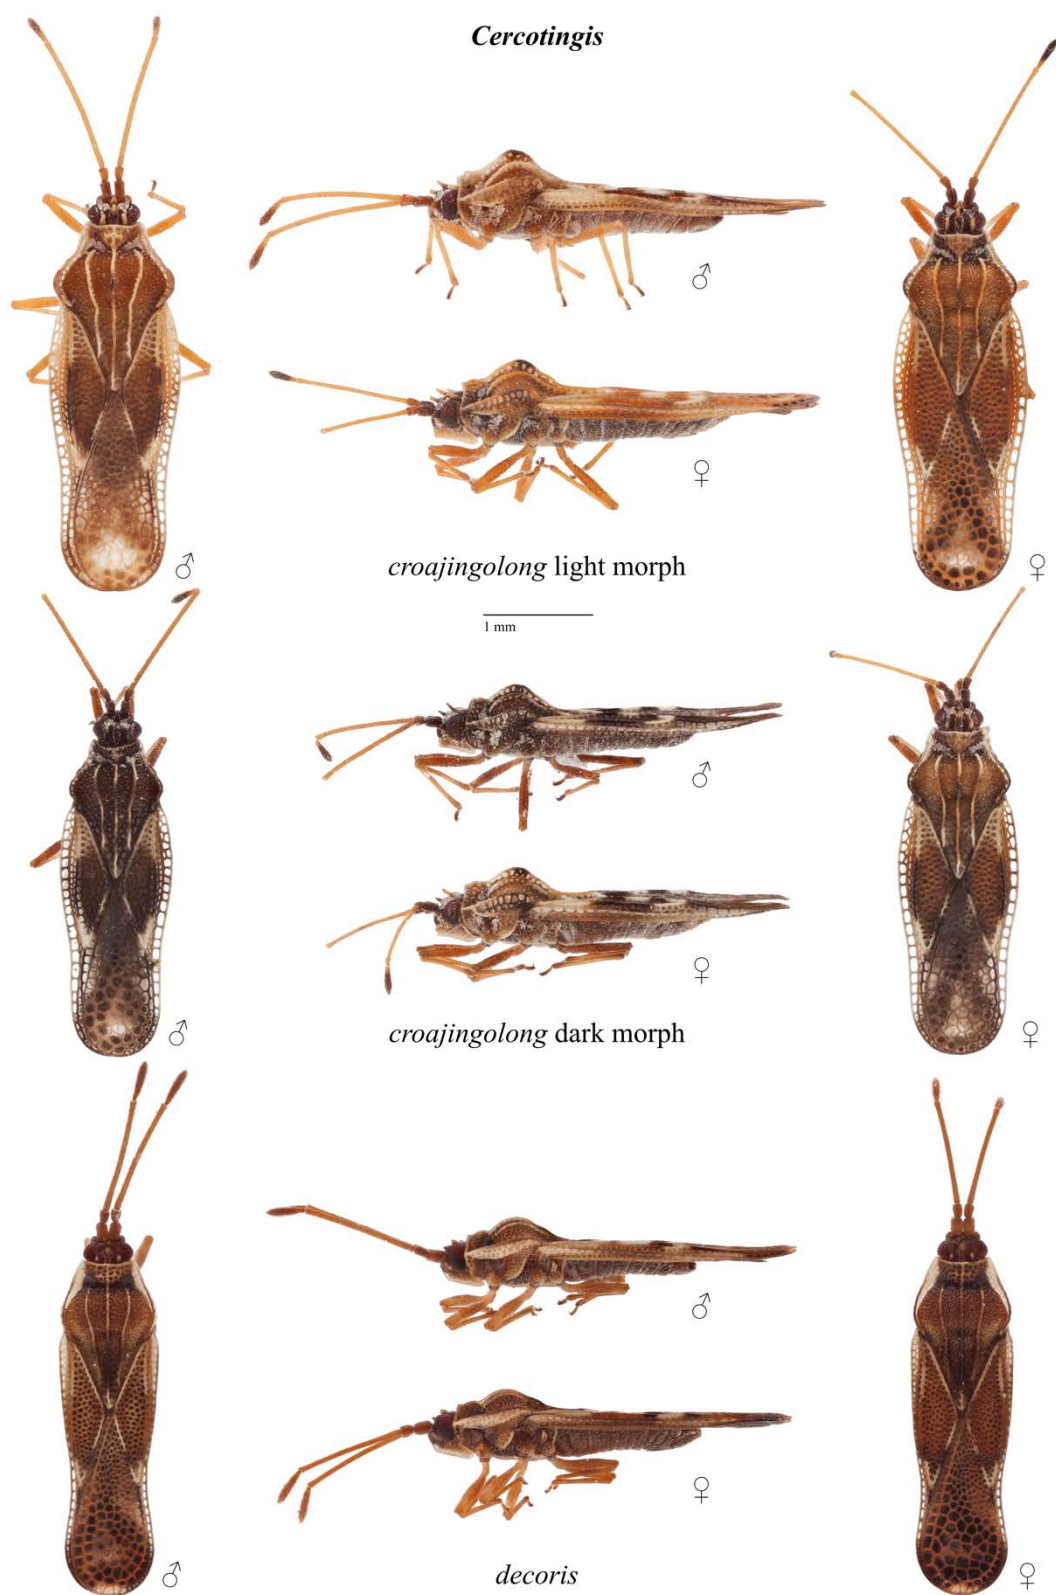 Cercotingis
♂
♀
♂
♀
croajingolong light morph
1 mm
♂
♀
♂
♀
croajingolong dark morph
♂
♀
♂
♀
decoris